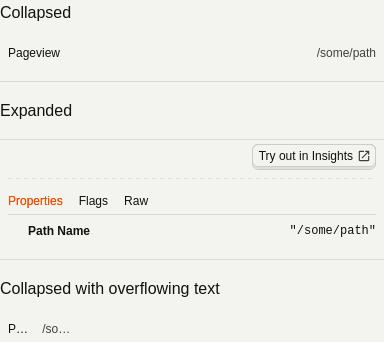 Collapsed
Pageview /some/path
Expanded
Try out in Insights
Properties Flags Raw
Path Name "/some/path"
Collapsed with overflowing text
P… /so…